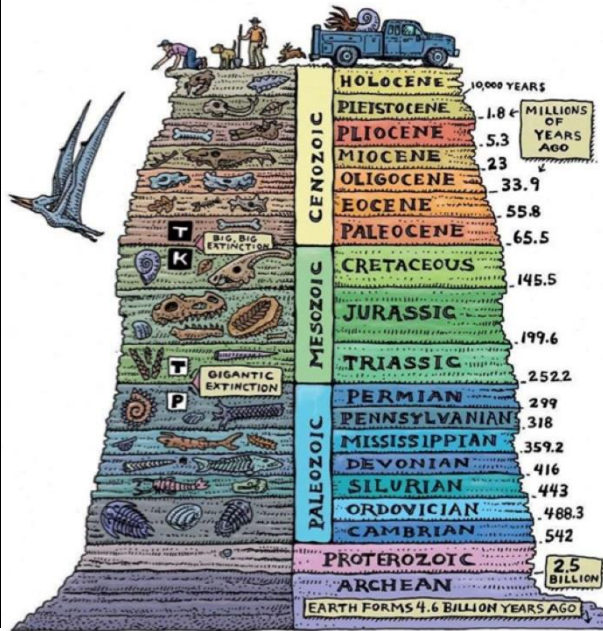 HOLOCENE
10,000 YEARS
PLEISTOCENE
1.8
MILLIONS
OF
YEARS
AGO
PLIOCENE
5.3
MIOCENE
23
OLIGOCENE
33.9
EOCENE
55.8
PALEOCENE
65.5
CENOZOIC
T
BIG, BIG
EXTINCTION
K
CRETACEOUS
145.5
JURASSIC
199.6
TRIASSIC
252.2
MESOZOIC
T
GIGANTIC
EXTINCTION
P
PERMIAN
299
PENNSYLVANIAN
318
MISSISSIPPIAN
359.2
DEVONIAN
416
SILURIAN
443
ORDOVICIAN
488.3
CAMBRIAN
542
PALEOZOIC
PROTEROZOIC
2.5
BILLION
ARCHEAN
EARTH FORMS 4.6 BILLION YEARS AGO